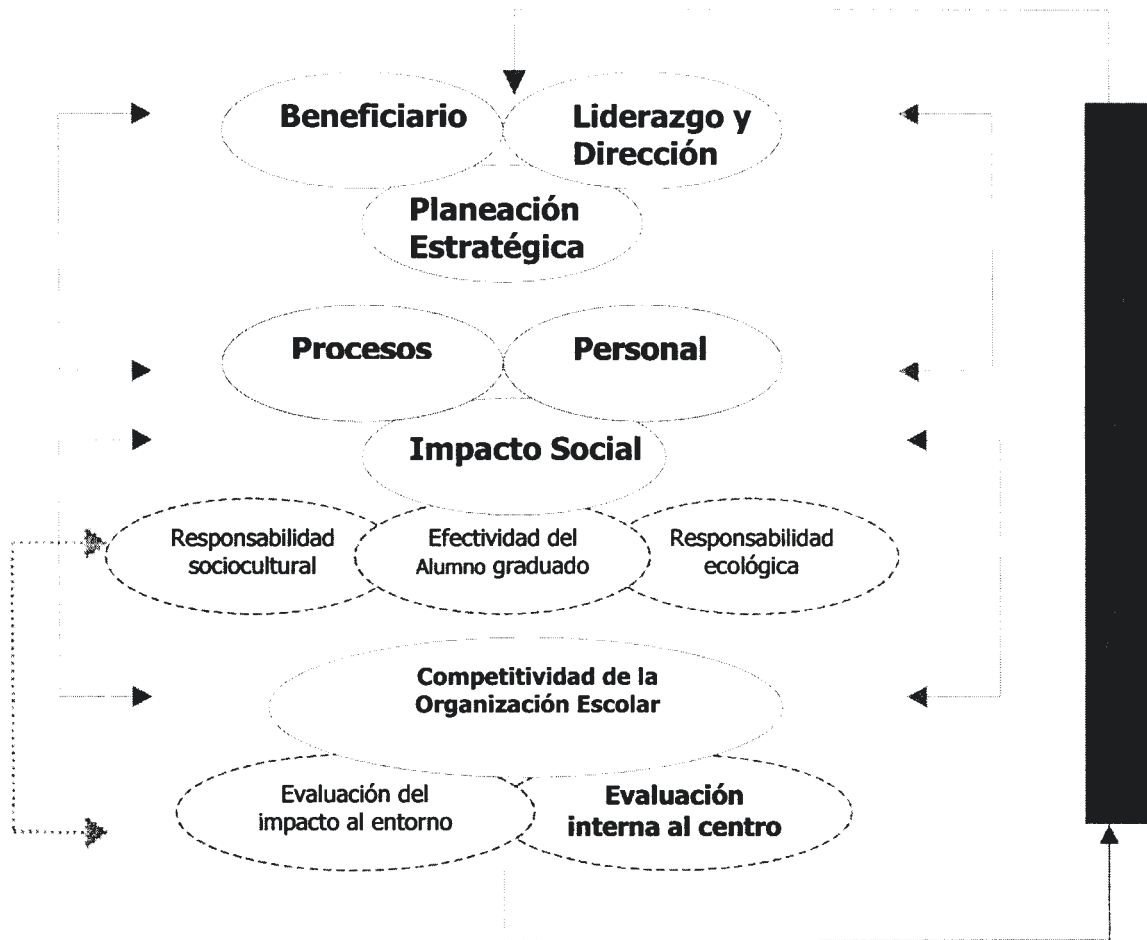 Beneficiario
Liderazgo y
Dirección
Planeación
Estratégica
Procesos
Personal
Impacto Social
Responsabilidad
sociocultural
Efectividad del
Alumno graduado
Responsabilidad
ecológica
Competitividad de la
Organización Escolar
Evaluación del
impacto al entorno
Evaluación
interna al centro